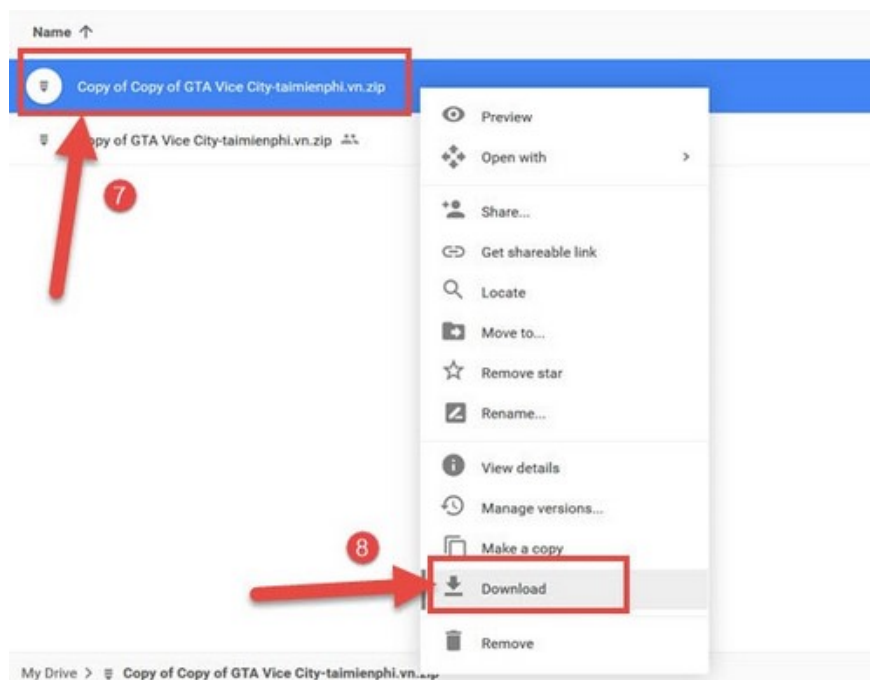 Name
Copy of Copy of GTA Vice City-taimienphi.vn.zip
opy of GTA Vice City-taimienphi.vn.zip
7
Preview
Open with
Share...
Get shareable link
Locate
Move to...
Remove star
Rename...
View details
Manage versions...
8
Make a copy
Download
Remove
My Drive > Copy of Copy of GTA Vice City-taimienphi.vn.zip